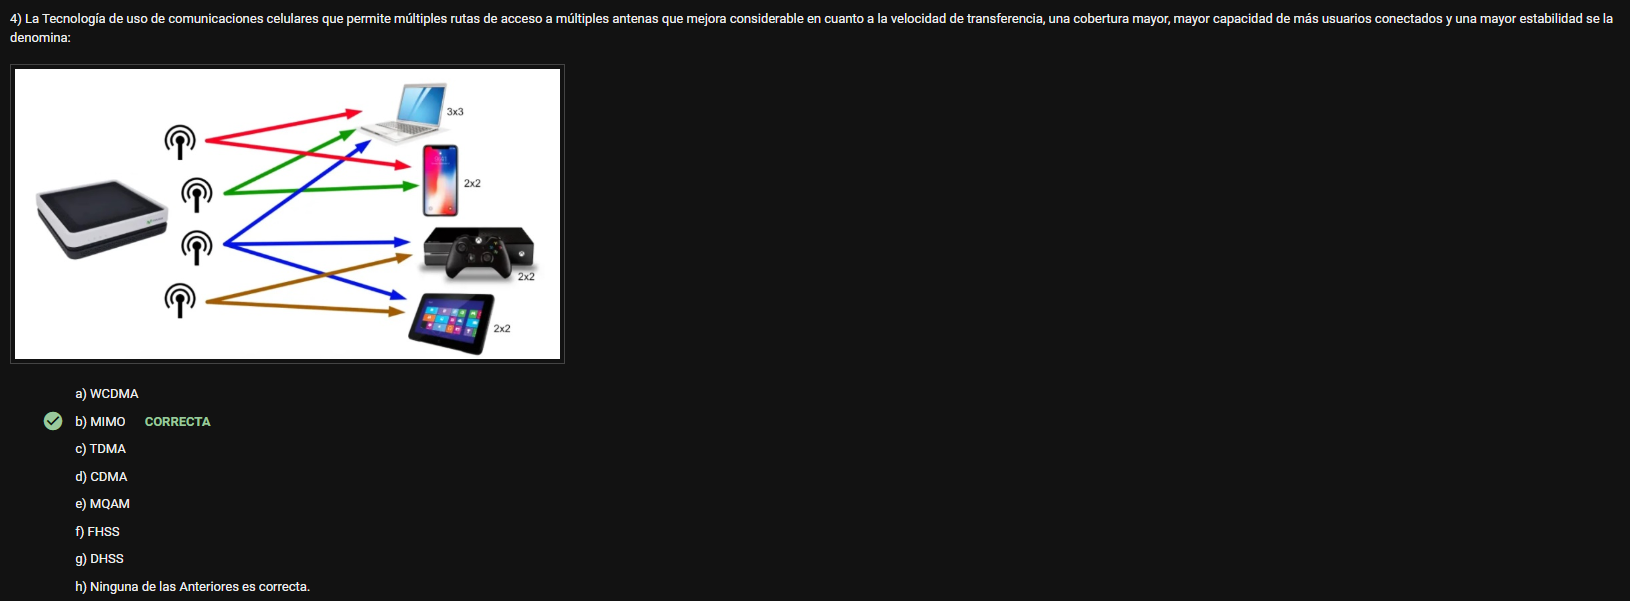 4) La Tecnología de uso de comunicaciones celulares que permite múltiples rutas de acceso a múltiples antenas que mejora considerable en cuanto a la velocidad de transferencia, una cobertura mayor, mayor capacidad de más usuarios conectados y una mayor estabilidad se la
denomina:
3x3
2x2
2x2
2x2
a) WCDMA
b) MIMO CORRECTA
c) TDMA
d) CDMA
e) MQAM
f) FHSS
g) DHSS
h) Ninguna de las Anteriores es correcta.